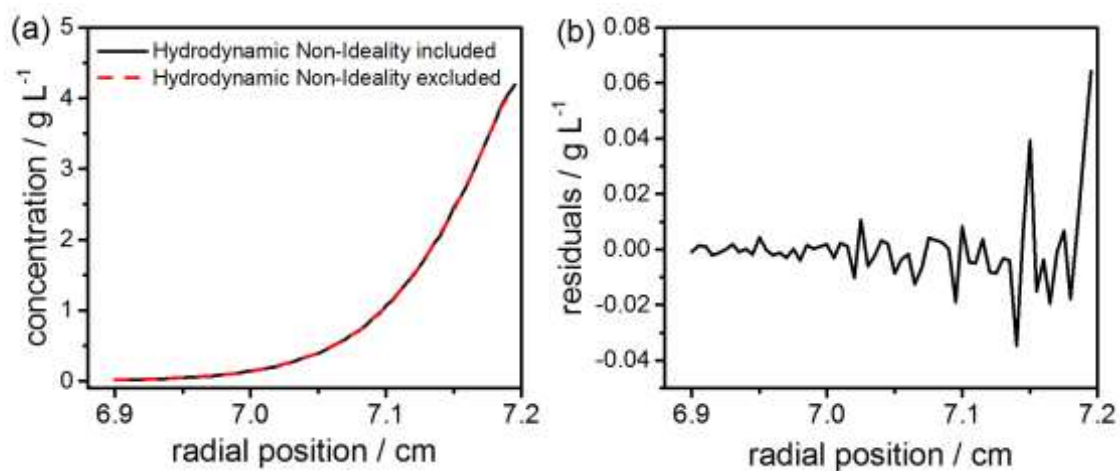 (a)
Hydrodynamic Non-Ideality included
Hydrodynamic Non-Ideality excluded
concentration / g L⁻¹
5
4
3
2
1
0
6.9 7.0 7.1 7.2
radial position / cm
(b)
residuals / g L⁻¹
0.08
0.06
0.04
0.02
0.00
-0.02
-0.04
6.9 7.0 7.1 7.2
radial position / cm